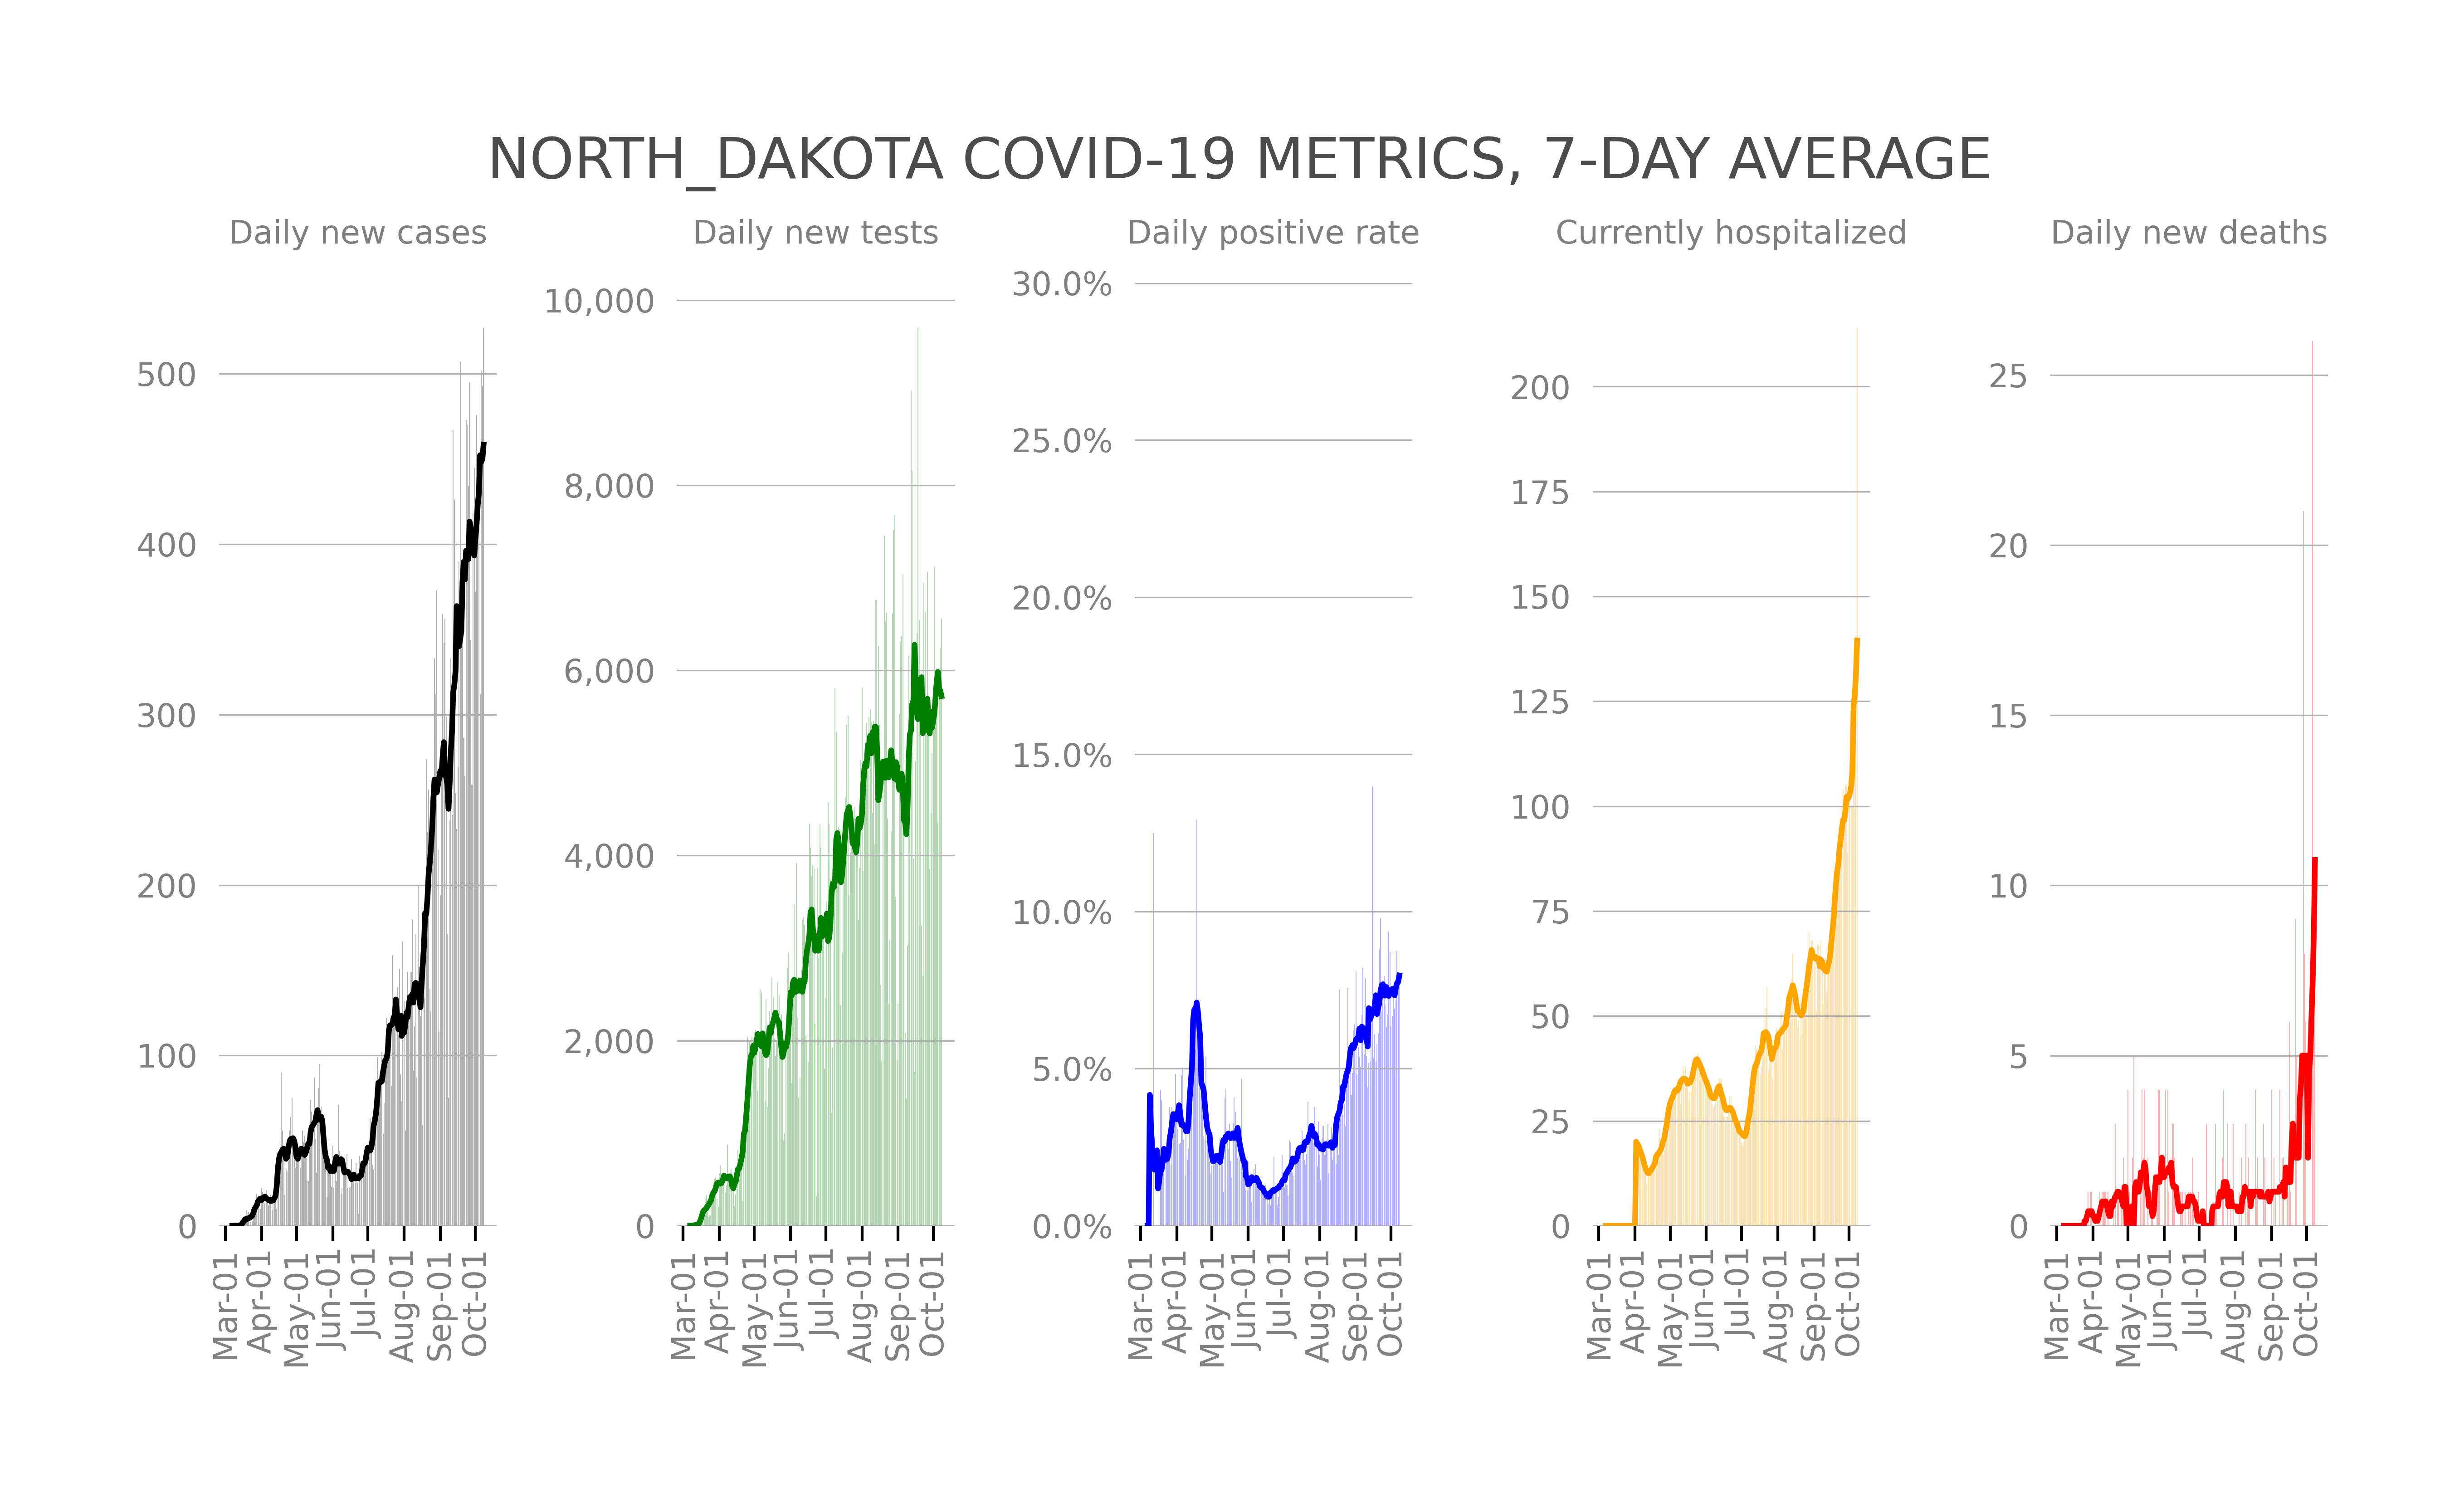 NORTH_DAKOTA COVID-19 METRICS, 7-DAY AVERAGE
Daily new cases
500
400
300
200
100
0
Mar-01
Apr-01
May-01
Jun-01
Jul-01
Aug-01
Sep-01
Oct-01
Daily new tests
10,000
8,000
6,000
4,000
2,000
0
Mar-01
Apr-01
May-01
Jun-01
Jul-01
Aug-01
Sep-01
Oct-01
Daily positive rate
30.0%
25.0%
20.0%
15.0%
10.0%
5.0%
0.0%
Mar-01
Apr-01
May-01
Jun-01
Jul-01
Aug-01
Sep-01
Oct-01
Currently hospitalized
200
175
150
125
100
75
50
25
0
Mar-01
Apr-01
May-01
Jun-01
Jul-01
Aug-01
Sep-01
Oct-01
Daily new deaths
25
20
15
10
5
0
Mar-01
Apr-01
May-01
Jun-01
Jul-01
Aug-01
Sep-01
Oct-01